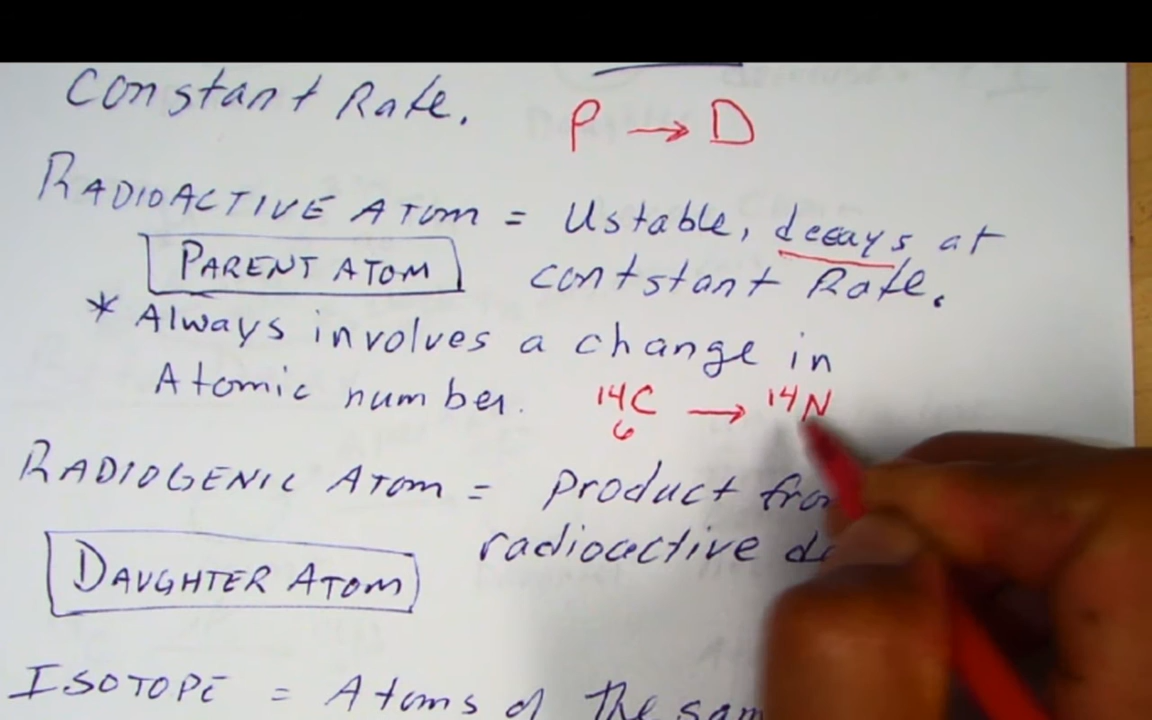 Constant Rate.
P → D
RADIOACTIVE ATOM = Ustable, decays at
PARENT ATOM contstant Rate.
* Always involves a change in
Atomic number. 14C → 14N
6
RADIOGENIC ATOM = Product
radioactive
DAUGHTER ATOM
ISOTOPE = Atoms of the